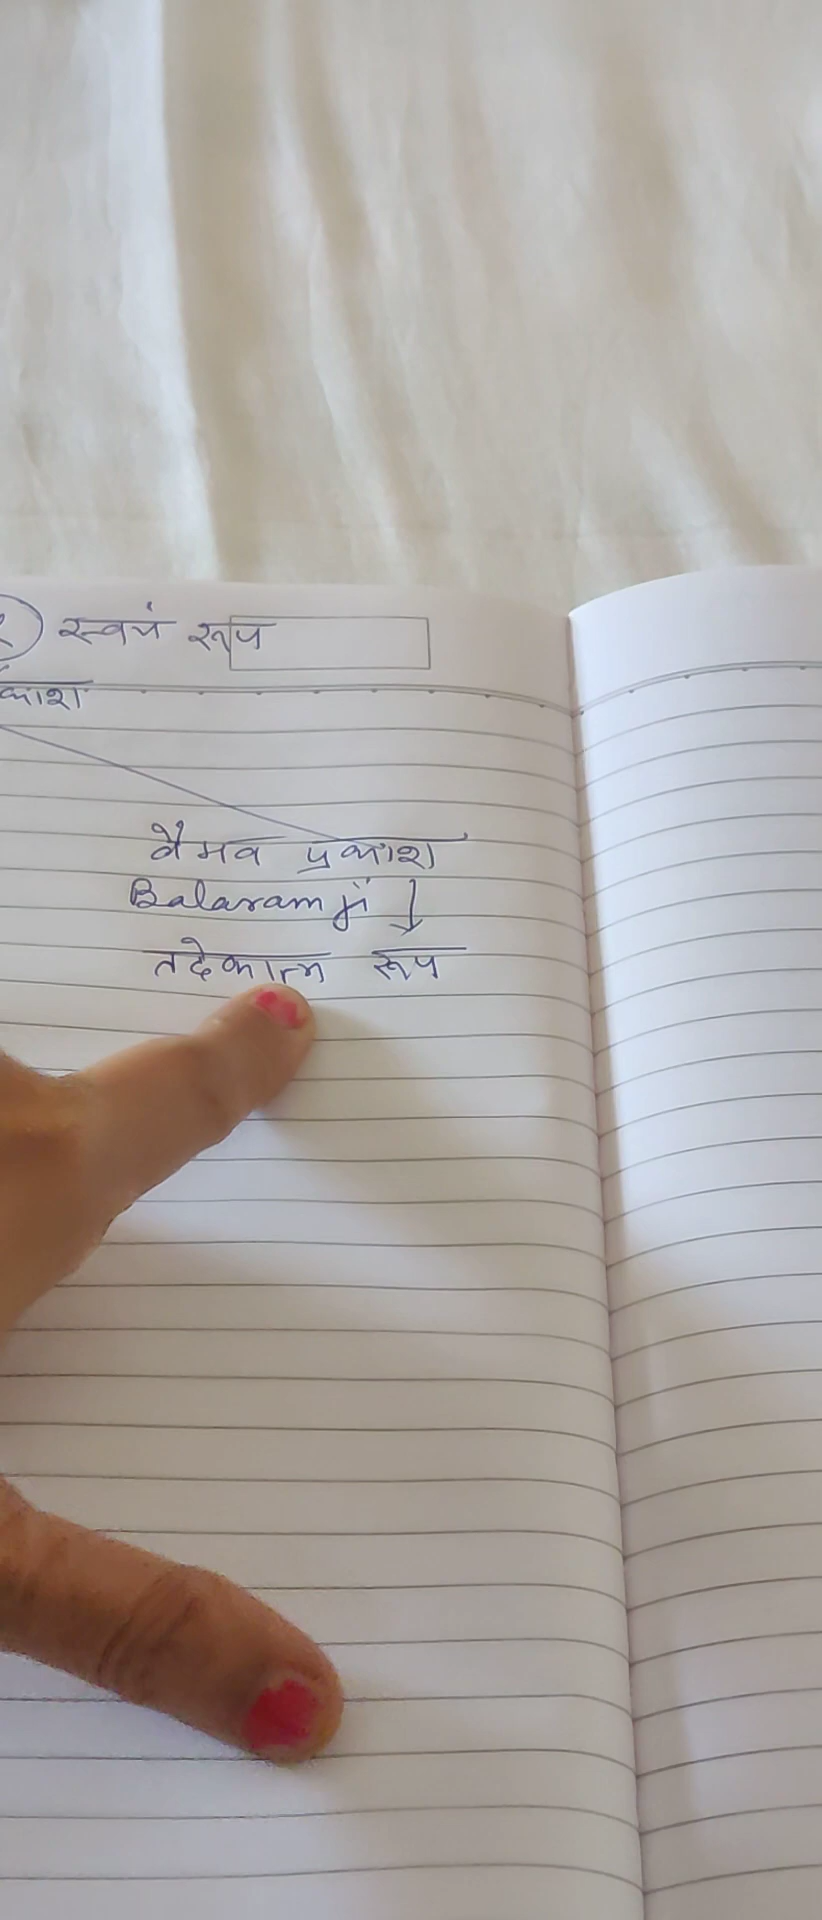 स्वयं रूप
काश
वैभव प्रकाश
Balaram ji ↓
तदेकात्म रूप